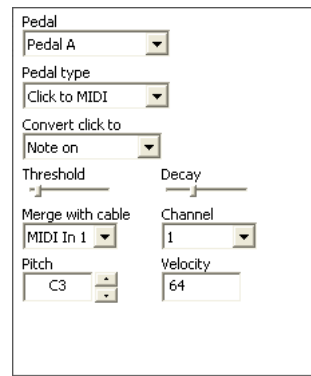 Pedal
Pedal A
Pedal type
Click to MIDI
Convert click to
Note on
Threshold Decay
Merge with cable Channel
MIDI In 1 1
Pitch Velocity
C3 64